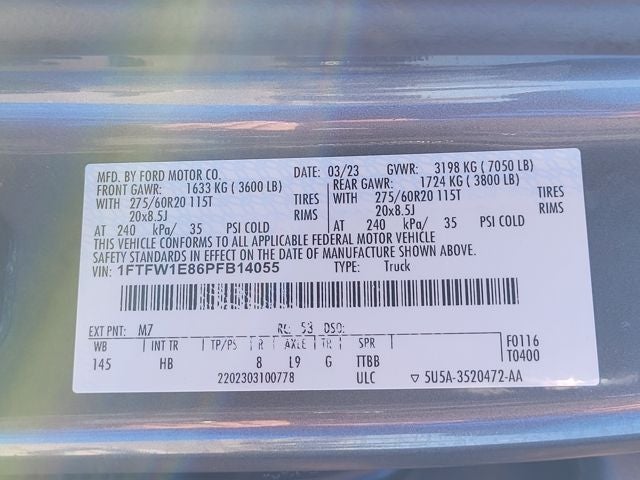 MFD. BY FORD MOTOR CO. DATE: 03/23 GVWR: 3198 KG ( 7050 LB)
FRONT GAWR: 1633 KG ( 3600 LB) REAR GAWR: 1724 KG ( 3800 LB)
WITH 275/60R20 115T TIRES WITH 275/60R20 115T TIRES
20x8.5J RIMS 20x8.5J RIMS
AT 240 kPa/ 35 PSI COLD AT 240 kPa/ 35 PSI COLD
THIS VEHICLE CONFORMS TO ALL APPLICABLE FEDERAL MOTOR VEHICLE
SAFETY STANDARDS IN EFFECT ON THE DATE OF MANUFACTURE SHOWN ABOVE.
VIN: 1FTFW1E86PFB14055 TYPE: Truck
EXT PNT: M7 RC: 53 DSO:
WB INT TR TP/PS R AXLE TR SPR F0116
145 HB 8 L9 G TTBB T0400
2202303100778 ULC ▽ 5U5A-3520472-AA